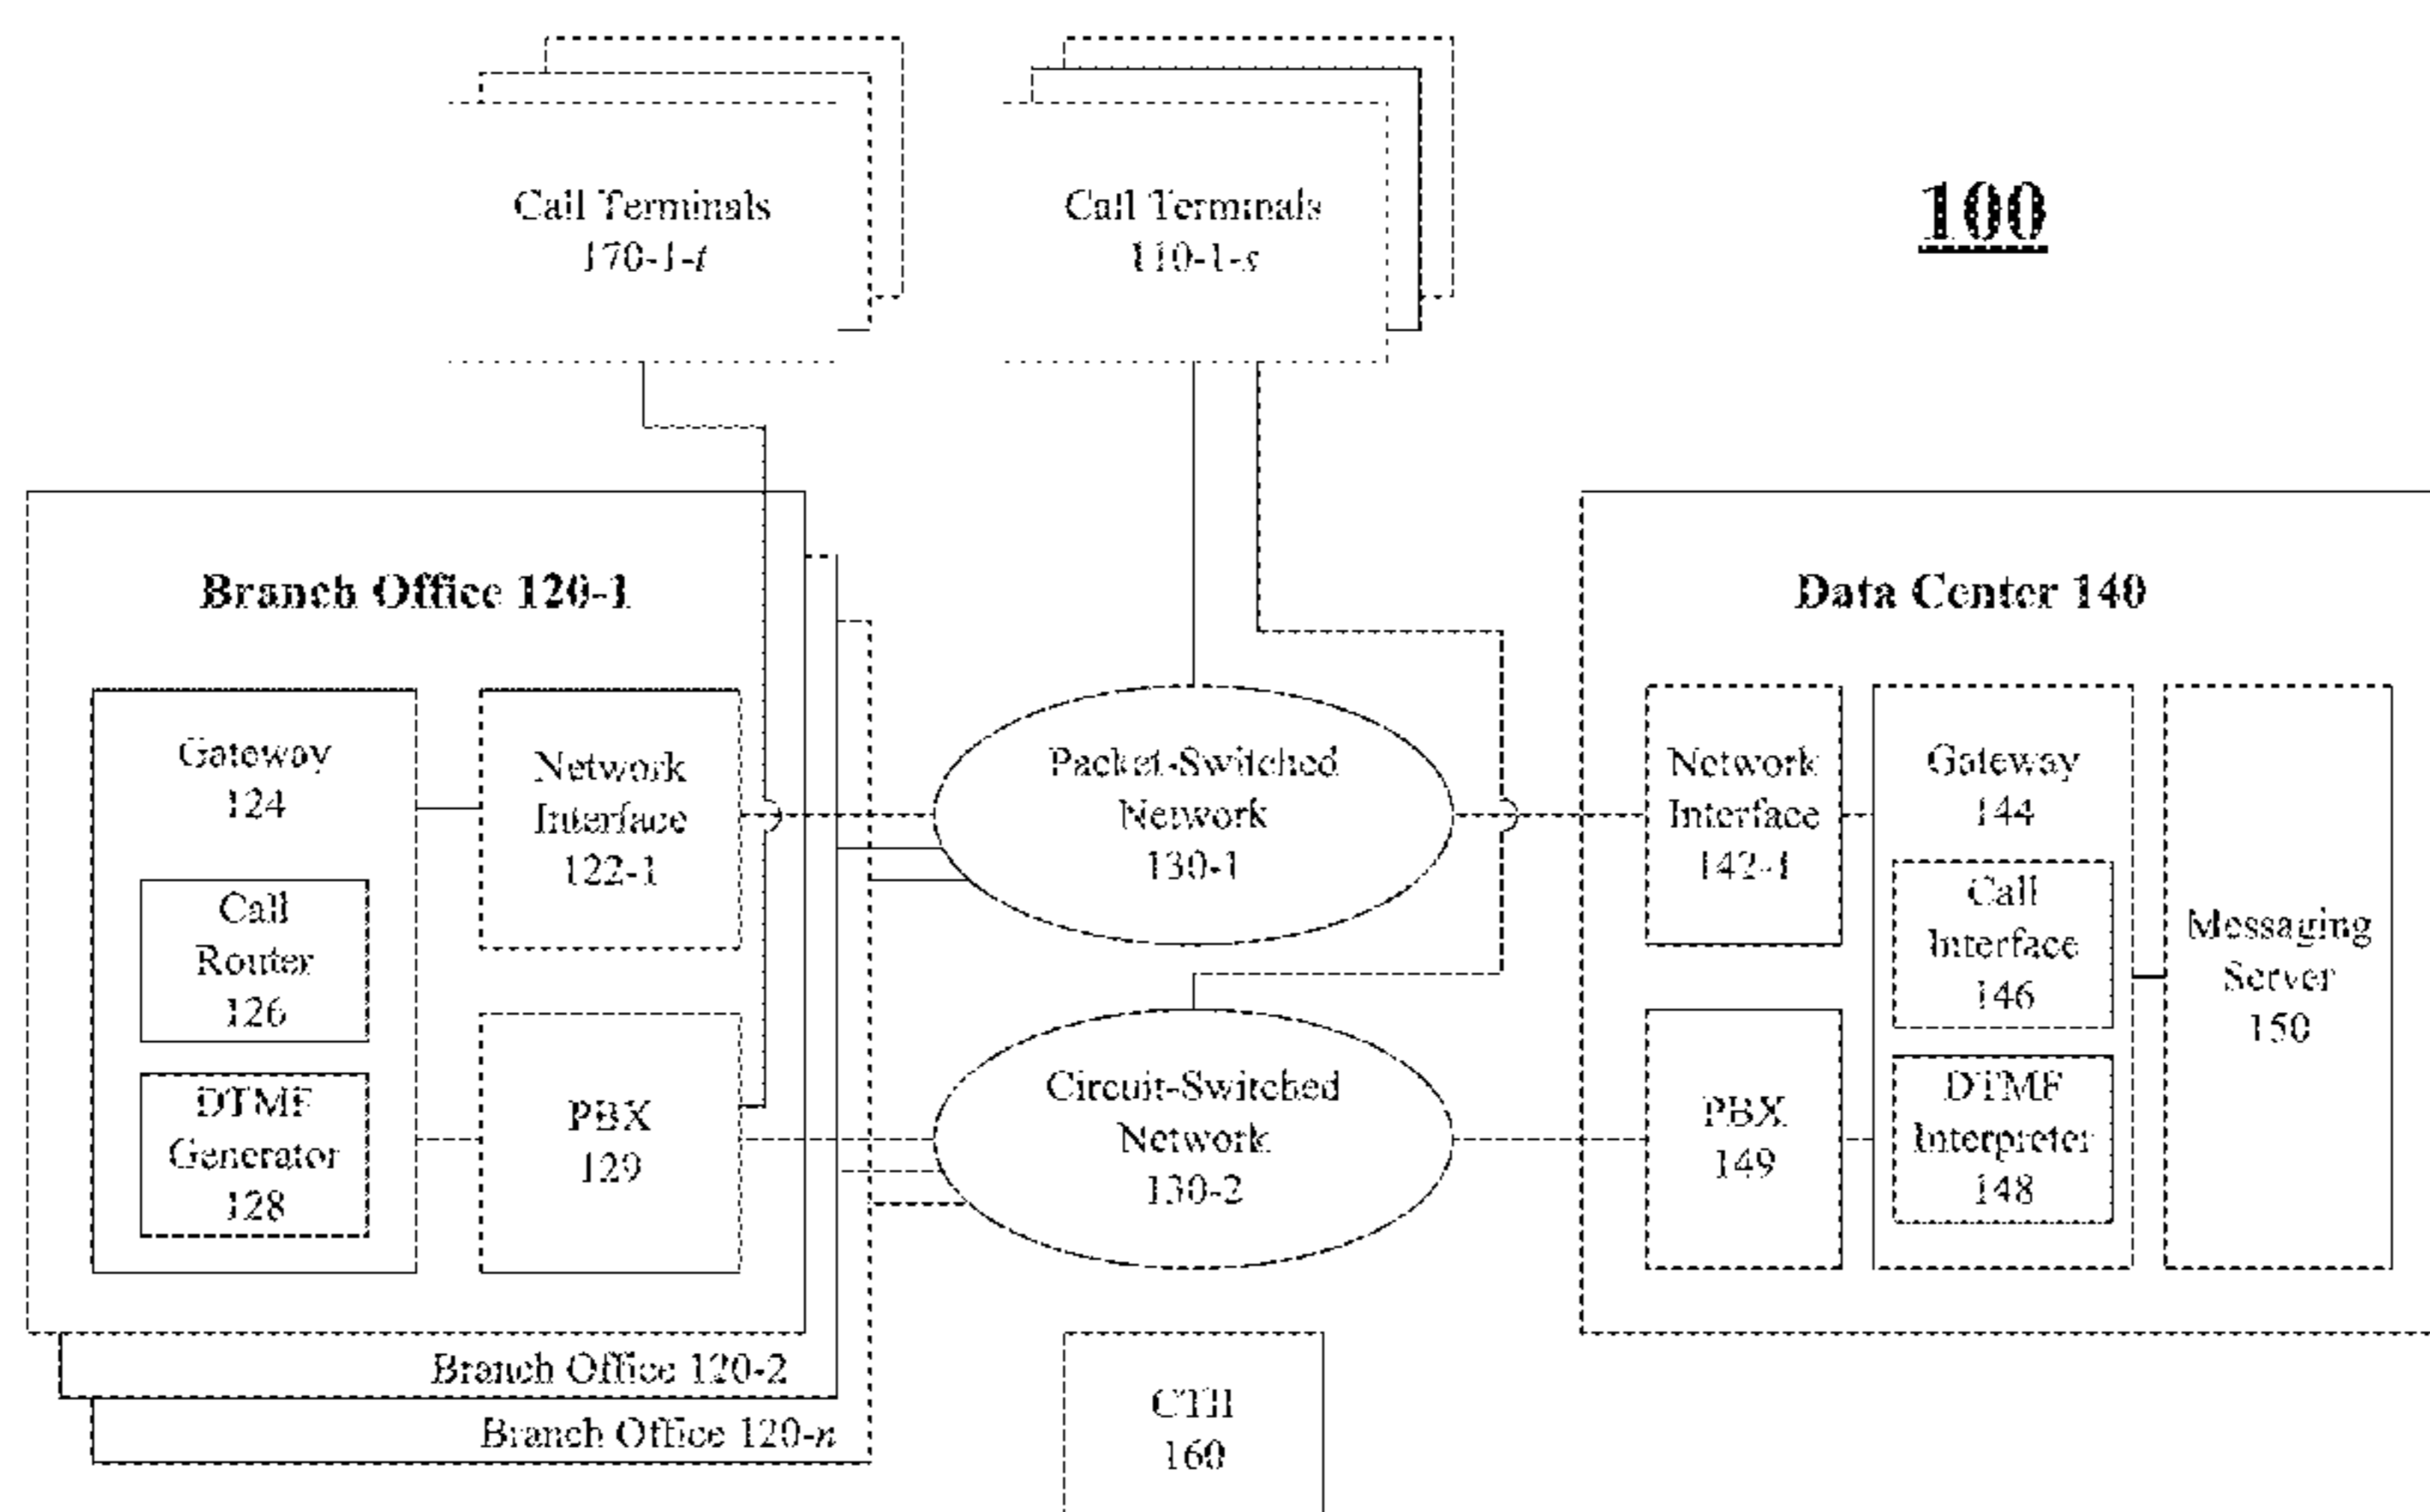 Call Terminals
170-1-t
Call Terminals
110-1-s
100
Branch Office 120-1
Gateway
124
Call
Router
126
DTMF
Generator
128
Network
Interface
122-1
PBX
129
Branch Office 120-2
Branch Office 120-n
Packet-Switched
Network
130-1
Circuit-Switched
Network
130-2
160
Data Center 140
Network
Interface
142-1
PBX
149
Gateway
144
Call
Interface
146
DTMF
Interpreter
148
Messaging
Server
150